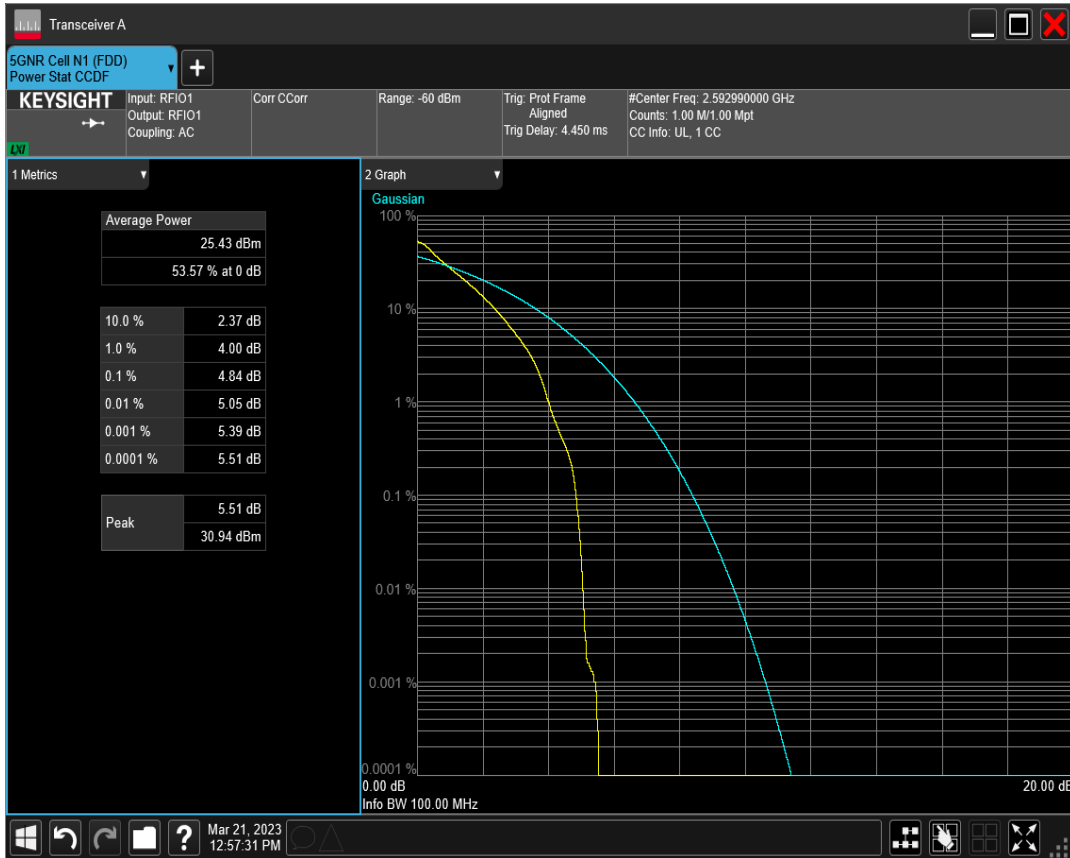 Transceiver A
5GNR Cell N1 (FDD)
Power Stat CCDF
+
KEYSIGHT
LXI
Input: RFIO1
Output: RFIO1
Coupling: AC
Corr CCorr
Range: -60 dBm
Trig: Prot Frame
Aligned
Trig Delay: 4.450 ms
#Center Freq: 2.592990000 GHz
Counts: 1.00 M/1.00 Mpt
CC Info: UL, 1 CC
1 Metrics
Average Power
25.43 dBm
53.57 % at 0 dB
10.0 % 2.37 dB
1.0 % 4.00 dB
0.1 % 4.84 dB
0.01 % 5.05 dB
0.001 % 5.39 dB
0.0001 % 5.51 dB
Peak
5.51 dB
30.94 dBm
2 Graph
Gaussian
100 %
10 %
1 %
0.1 %
0.01 %
0.001 %
0.0001 %
0.00 dB 20.00 dB
Info BW 100.00 MHz
?
Mar 21, 2023
12:57:31 PM